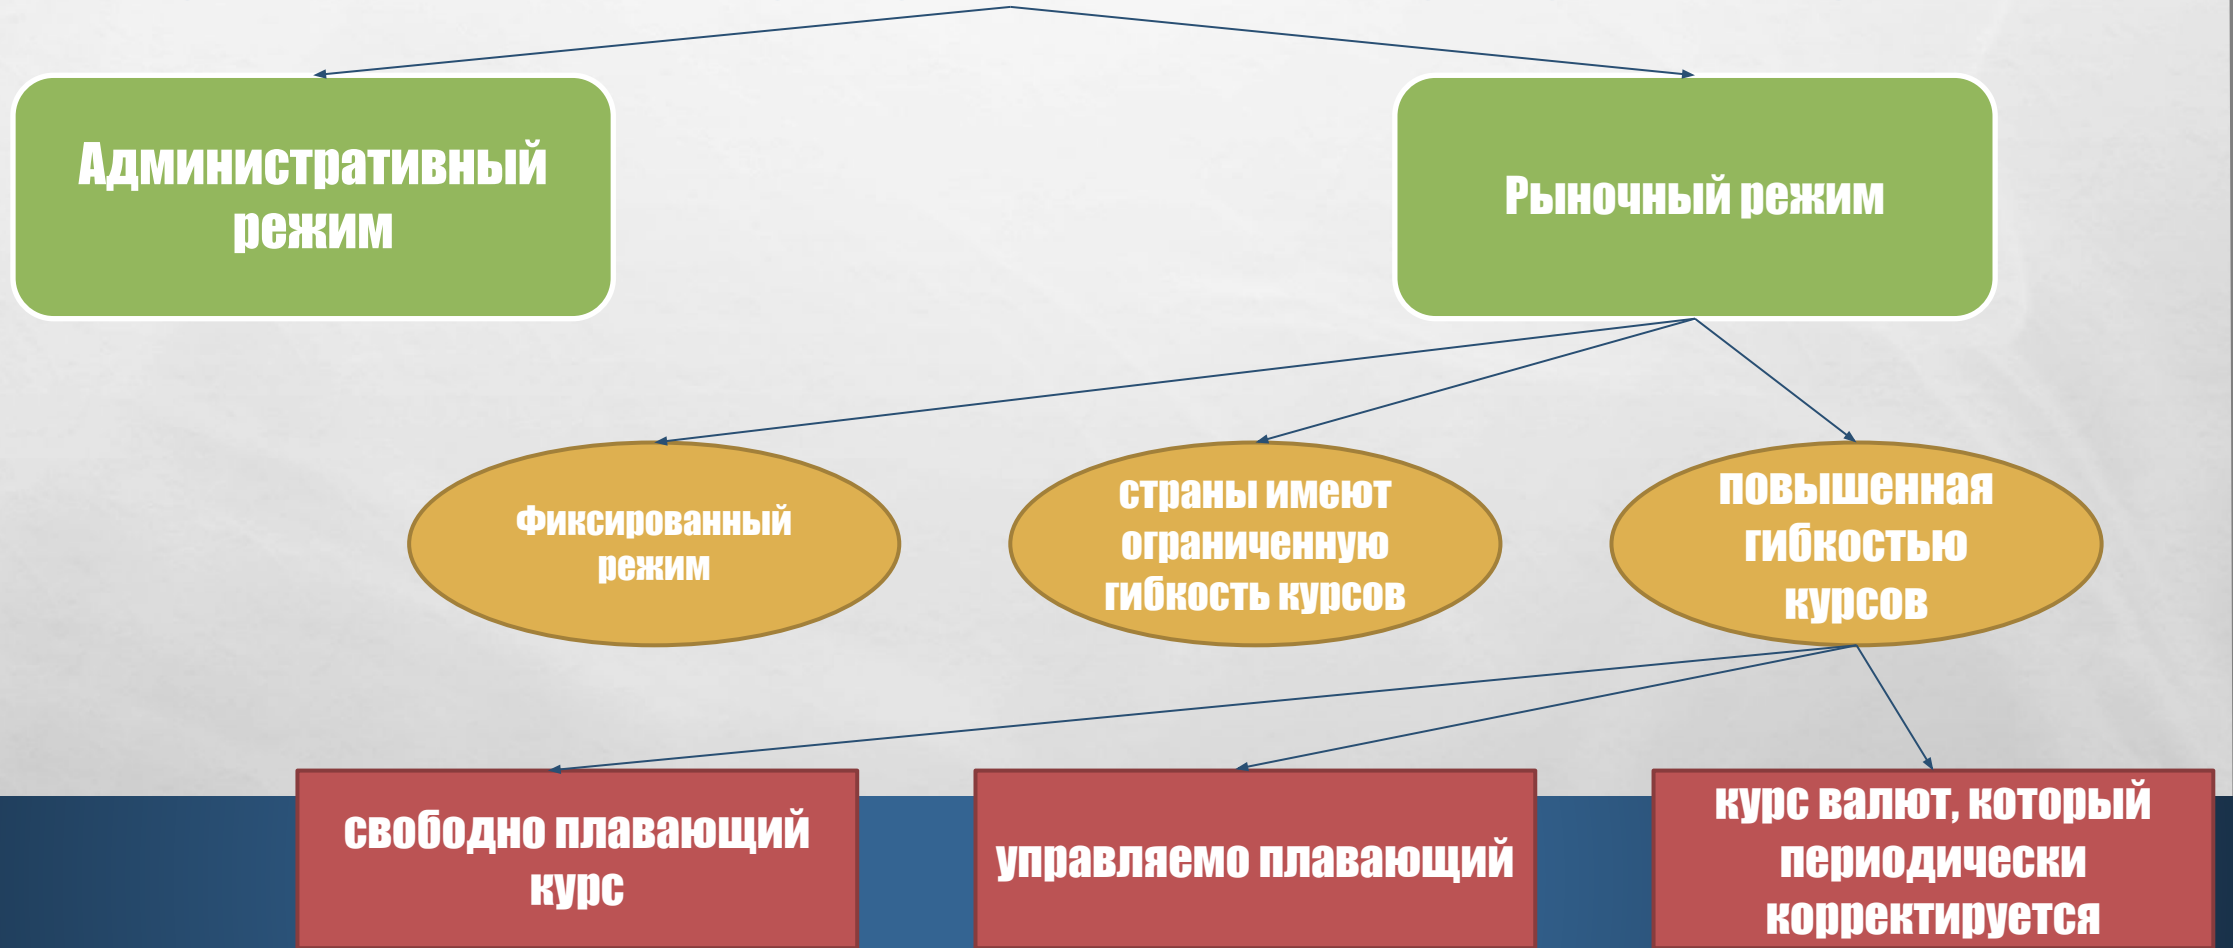 Административный
режим
Рыночный режим
Фиксированный
режим
страны имеют
ограниченную
гибкость курсов
повышенная
гибкостью
курсов
свободно плавающий
курс
управляемо плавающий
курс валют, который
периодически
корректируется